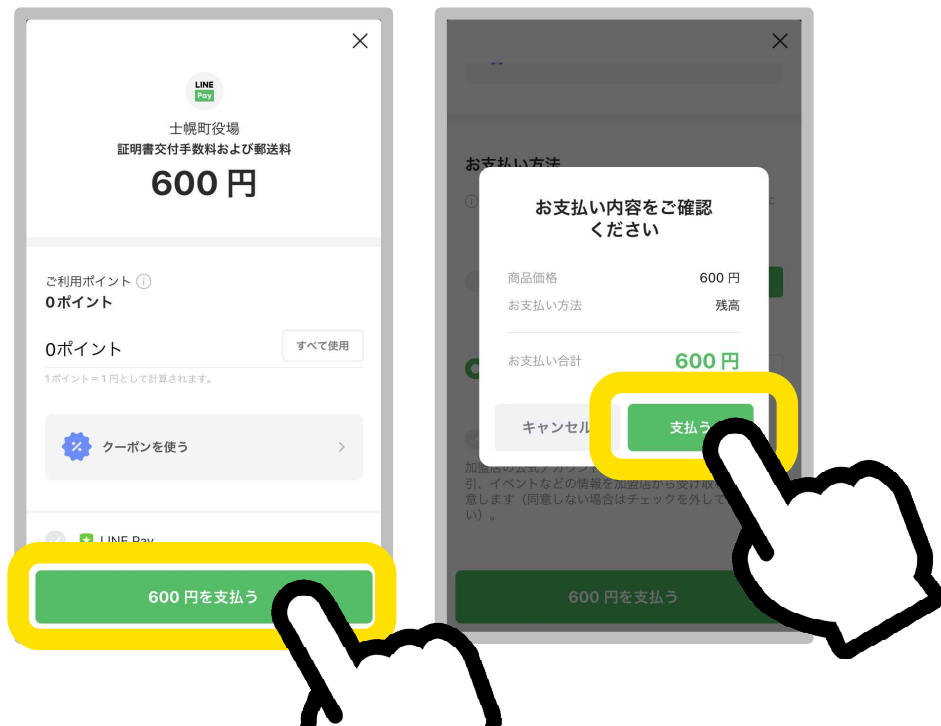 LINE
Pay
士幌町役場
証明書交付手数料および郵送料
600 円
ご利用ポイント
0ポイント
0ポイント
すべて使用
1ポイント＝1円として計算されます。
クーポンを使う
LINE Pay
600 円を支払う
お支払い方法
に
お支払い内容をご確認
ください
商品価格
600 円
お支払い方法
残高
お支払い合計
600 円
キャンセル
支払う
加盟店の公式アカウント
引、イベントなどの情報を加盟店から受け取
意します（同意しない場合はチェックを外して
い）。
600 円を支払う